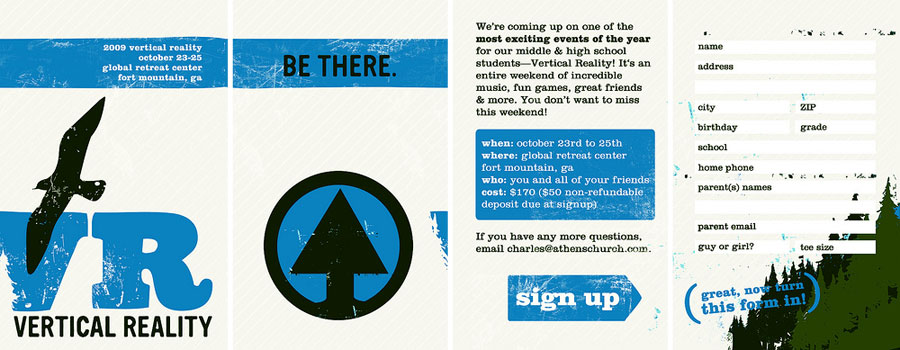 2009 vertical reality
october 23-25
global retreat center
fort mountain, ga
VR
VERTICAL REALITY
BE THERE.
We're coming up on one of the
most exciting events of the year
for our middle & high school
students—Vertical Reality! It's an
entire weekend of incredible
music, fun games, great friends
& more. You don't want to miss
this weekend!
when: october 23rd to 25th
where: global retreat center
fort mountain, ga
who: you and all of your friends
cost: $170 ($50 non-refundable
deposit due at signup)
If you have any more questions,
email charles@athenschurch.com.
sign up
name
address
city ZIP
birthday grade
school
home phone
parent(s) names
parent email
guy or girl? tee size
(great, now turn
this form in!)